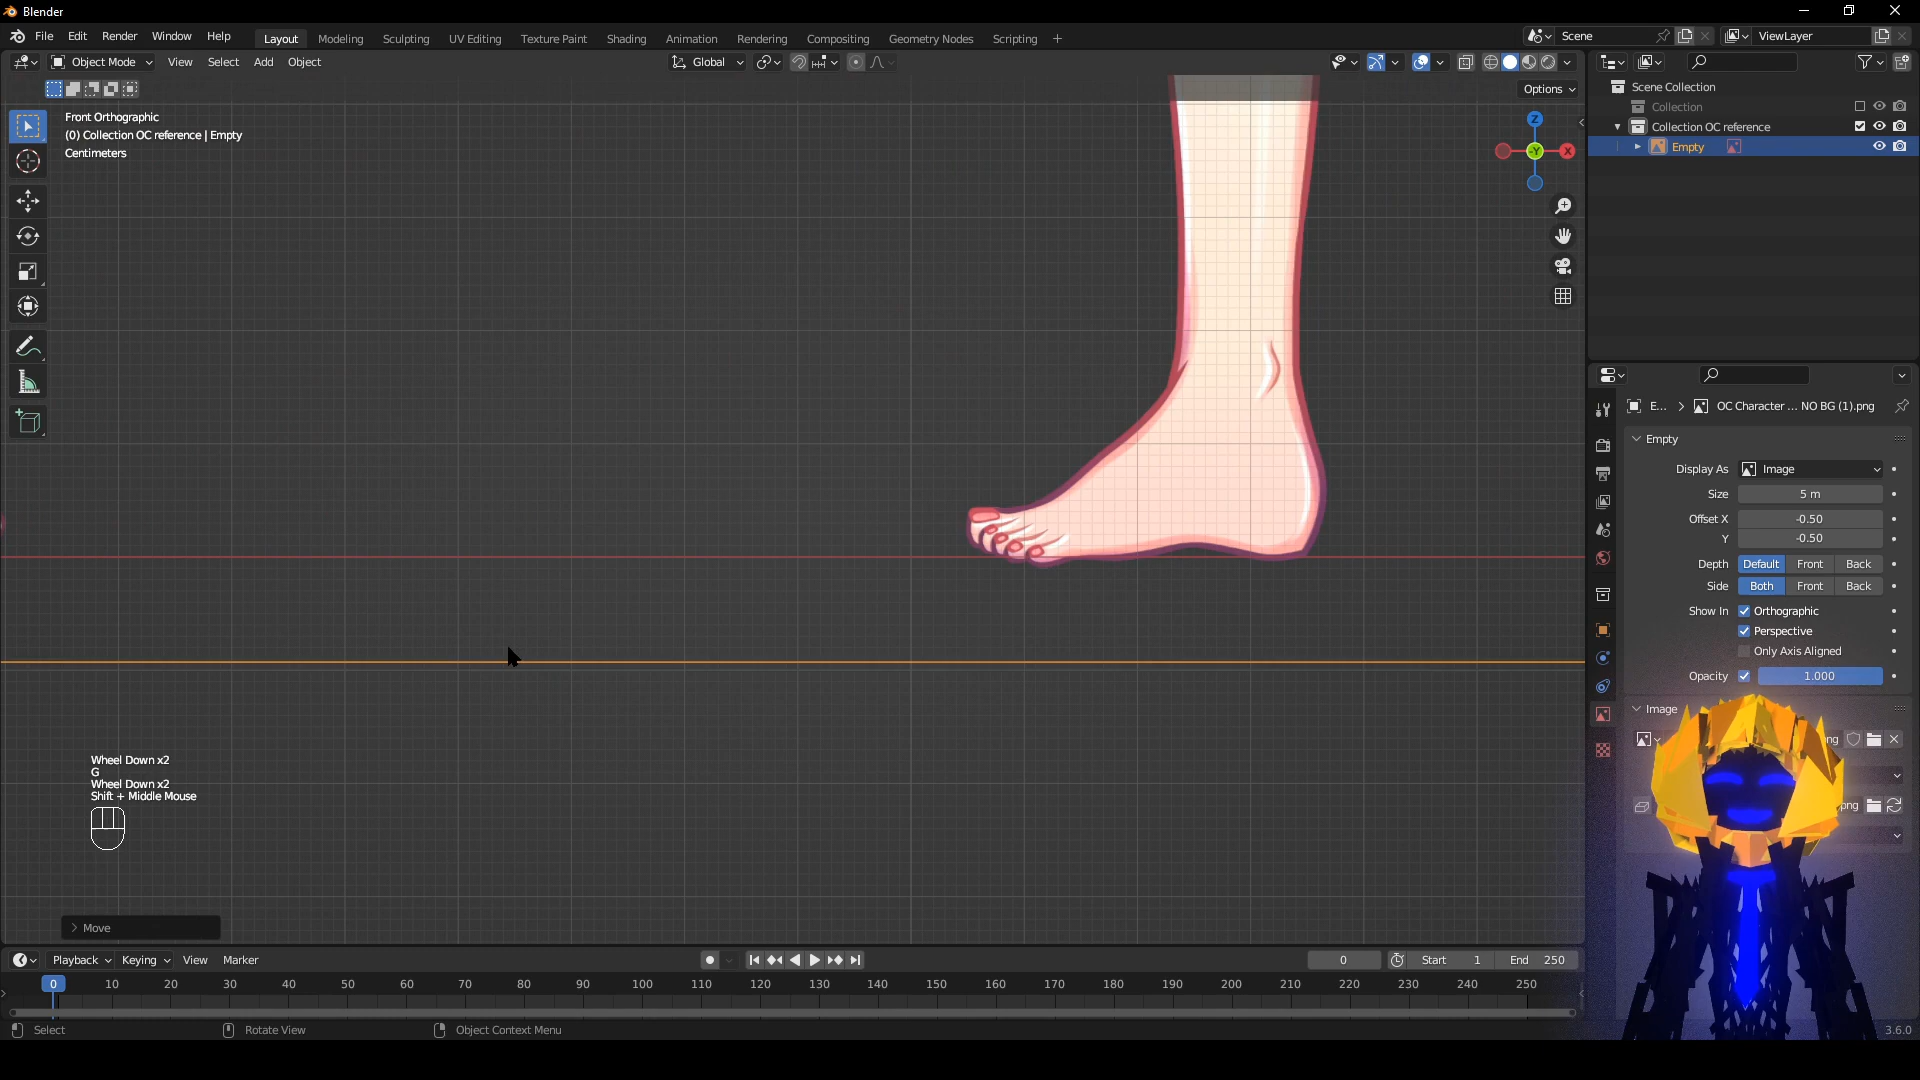 Blender
File Edit Render Window Help Layout Modeling Sculpting UV Editing Texture Paint Shading Animation Rendering Compositing Geometry Nodes Scripting + Scene ViewLayer
Object Mode View Select Add Object Global
Options
Front Orthographic
(0) Collection OC reference | Empty
Centimeters
Z
-Y
X
Wheel Down x2
G
Wheel Down x2
Shift + Middle Mouse
> Move
Scene Collection
Collection
Collection OC reference
Empty
E... > OC Character ... NO BG (1).png
Empty
Display As Image
Size 5 m
Offset X -0.50
Y -0.50
Depth Default Front Back
Side Both Front Back
Show In Orthographic
Perspective
Only Axis Aligned
Opacity 1.000
Image
ng
png
Playback Keying View Marker 0 Start 1 End 250
0 10 20 30 40 50 60 70 80 90 100 110 120 130 140 150 160 170 180 190 200 210 220 230 240 250
Select Rotate View Object Context Menu 3.6.0